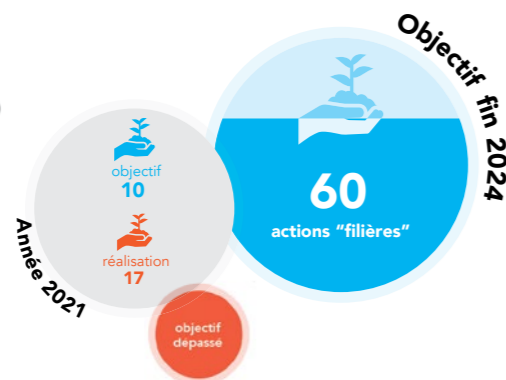 Objectif fin 2024
60
actions "filières"
Année 2021
objectif
10
réalisation
17
objectif
dépassé